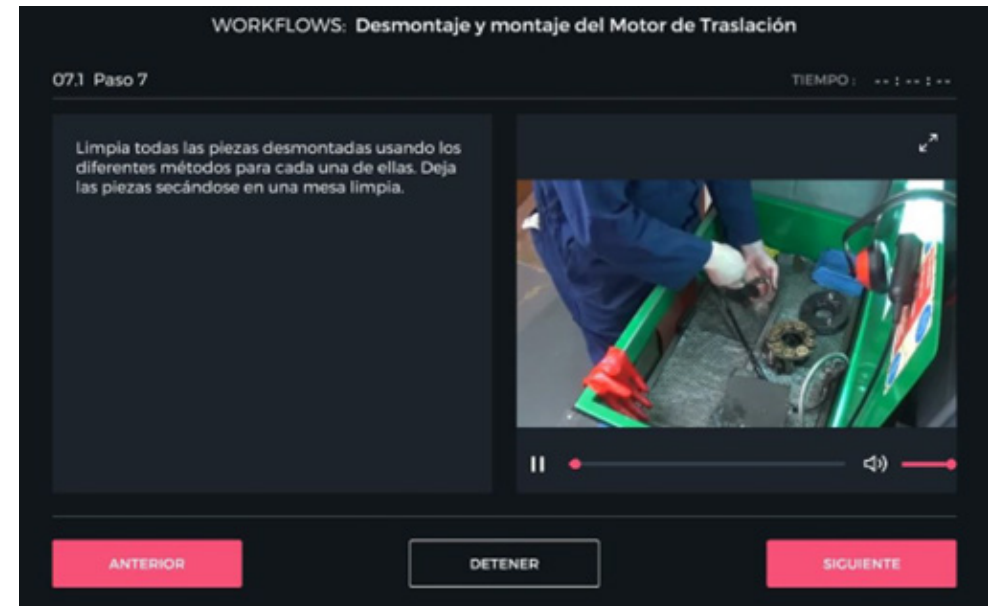 WORKFLOWS: Desmontaje y montaje del Motor de Traslación
07.1 Paso 7
TIEMPO: --:--:--
Limpia todas las piezas desmontadas usando los
diferentes métodos para cada una de ellas. Deja
las piezas secándose en una mesa limpia.
ANTERIOR
DETENER
SIGUIENTE